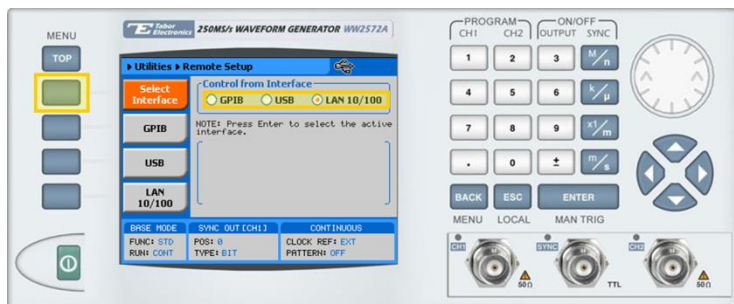 MENU
TOP
Tabor Electronics 250MS/s WAVEFORM GENERATOR WW2572A
Utilities Remote Setup
Select Interface
Control from Interface
GPIB USB LAN 10/100
NOTE: Press Enter to select the active
interface.
GPIB
USB
LAN
10/100
BASE MODE SYNC OUT[CH1] CONTINUOUS
FUNC: STD POS: 0 CLOCK REF: EXT
RUN: CONT TYPE: BIT PATTERN: OFF
PROGRAM ON/OFF
CH1 CH2 OUTPUT SYNC
1 2 3 M/n
4 5 6 k/µ
7 8 9 x1/m
. 0 ± m/s
BACK ESC ENTER
MENU LOCAL MAN TRIG
CH1 SYNC CH2
50Ω TTL 50Ω